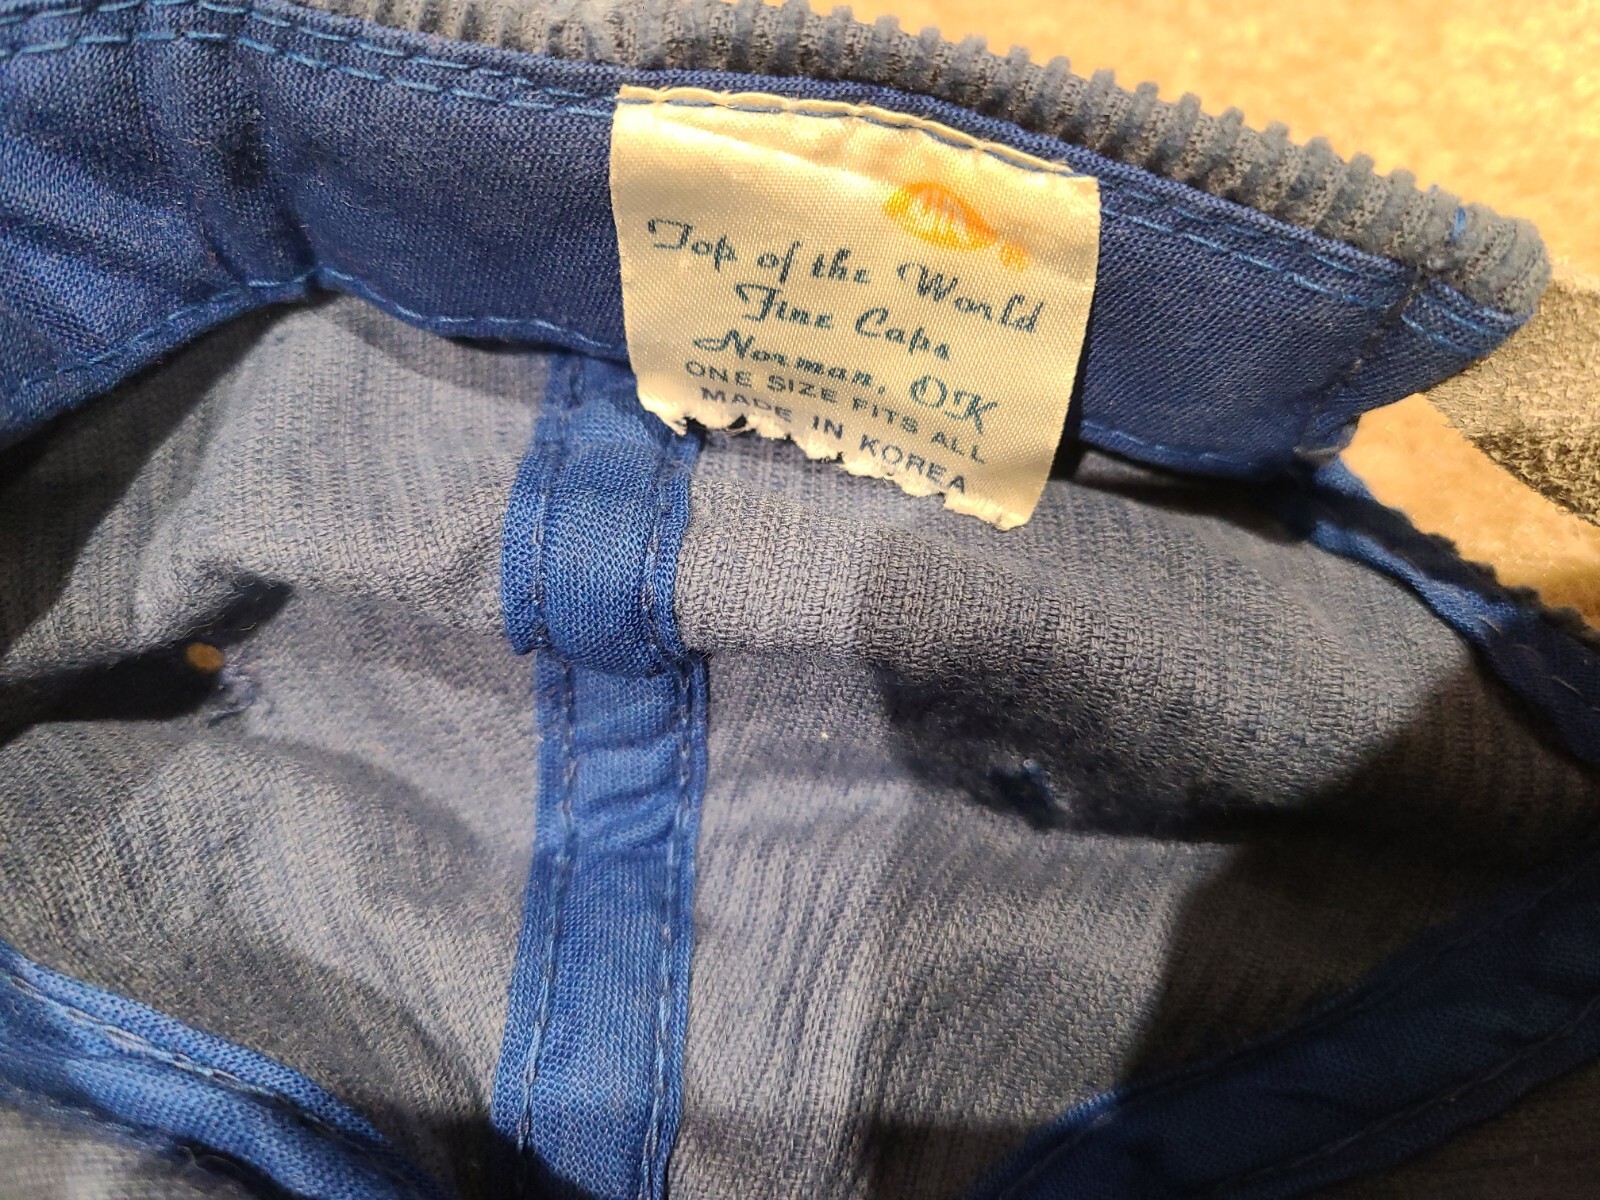 Top of the World
Fine Caps
Norman, OK
ONE SIZE FITS ALL
MADE IN KOREA